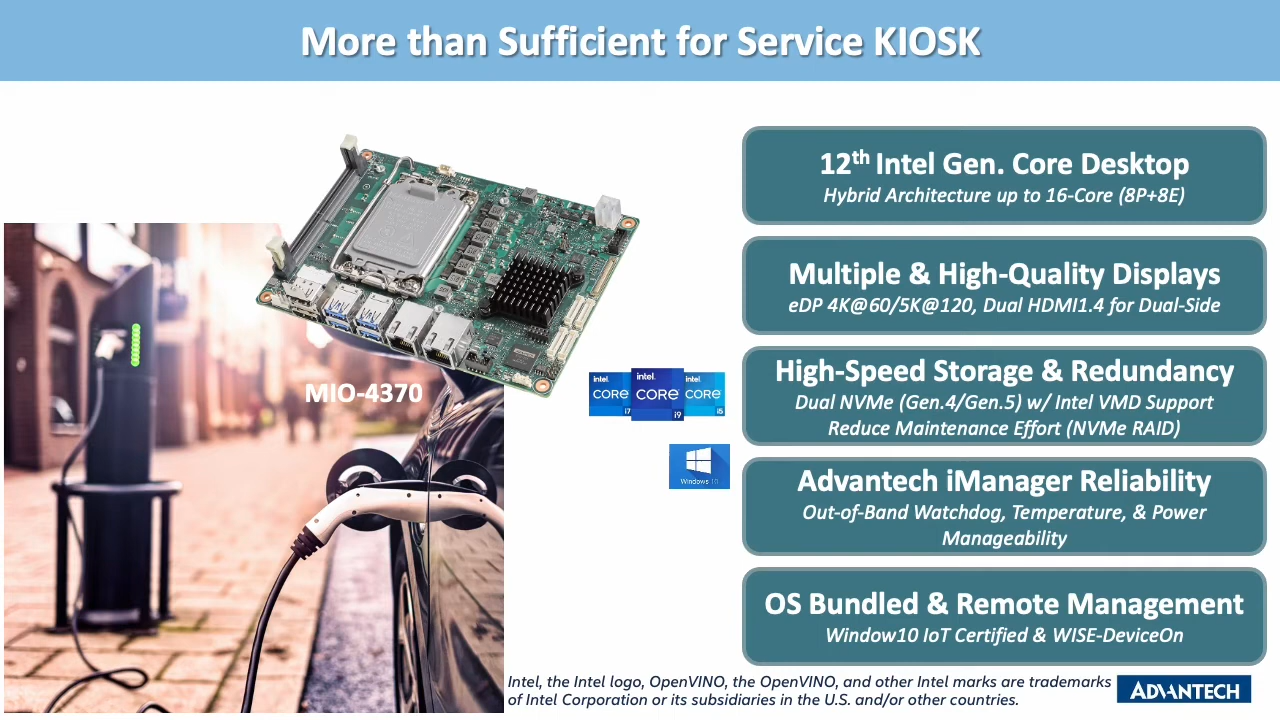 More than Sufficient for Service KIOSK
MIO-4370
intel.
CORE
i7
intel.
CORE
i9
intel.
CORE
i5
Windows 10
12th Intel Gen. Core Desktop
Hybrid Architecture up to 16-Core (8P+8E)
Multiple & High-Quality Displays
eDP 4K@60/5K@120, Dual HDMI1.4 for Dual-Side
High-Speed Storage & Redundancy
Dual NVMe (Gen.4/Gen.5) w/ Intel VMD Support
Reduce Maintenance Effort (NVMe RAID)
Advantech iManager Reliability
Out-of-Band Watchdog, Temperature, & Power
Manageability
OS Bundled & Remote Management
Window10 IoT Certified & WISE-DeviceOn
Intel, the Intel logo, OpenVINO, the OpenVINO, and other Intel marks are trademarks
of Intel Corporation or its subsidiaries in the U.S. and/or other countries.
ADVANTECH